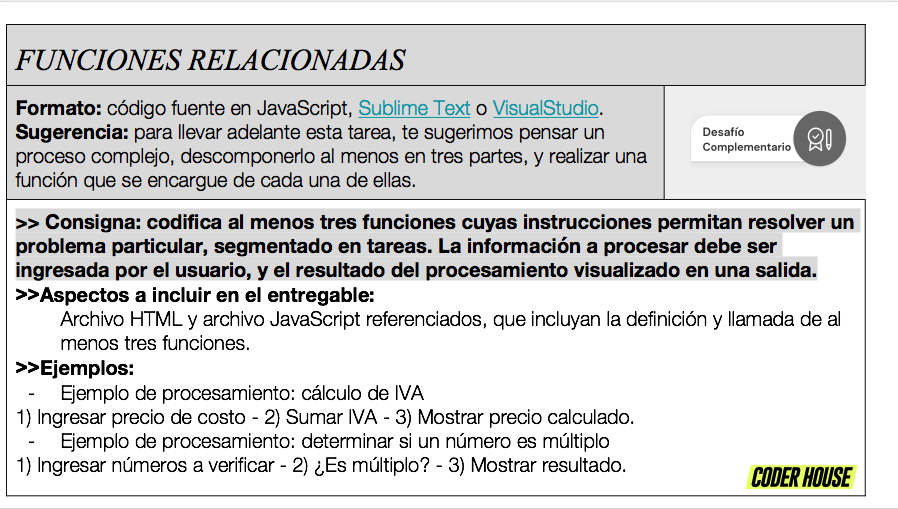 FUNCIONES RELACIONADAS
Formato: código fuente en JavaScript, Sublime Text o VisualStudio.
Sugerencia: para llevar adelante esta tarea, te sugerimos pensar un
proceso complejo, descomponerlo al menos en tres partes, y realizar una
función que se encargue de cada una de ellas.
Desafío
Complementario
>> Consigna: codifica al menos tres funciones cuyas instrucciones permitan resolver un
problema particular, segmentado en tareas. La información a procesar debe ser
ingresada por el usuario, y el resultado del procesamiento visualizado en una salida.
>>Aspectos a incluir en el entregable:
Archivo HTML y archivo JavaScript referenciados, que incluyan la definición y llamada de al
menos tres funciones.
>>Ejemplos:
- Ejemplo de procesamiento: cálculo de IVA
1) Ingresar precio de costo - 2) Sumar IVA - 3) Mostrar precio calculado.
- Ejemplo de procesamiento: determinar si un número es múltiplo
1) Ingresar números a verificar - 2) ¿Es múltiplo? - 3) Mostrar resultado.
CODER HOUSE